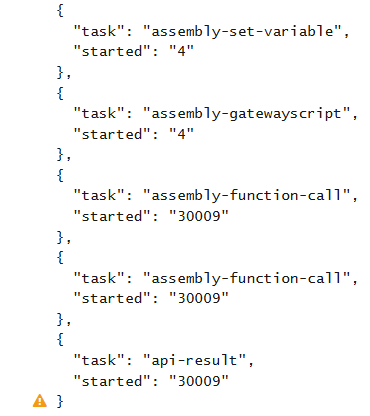 {
"task": "assembly-set-variable",
"started": "4"
},
{
"task": "assembly-gatewayscript",
"started": "4"
},
{
"task": "assembly-function-call",
"started": "30009"
},
{
"task": "assembly-function-call",
"started": "30009"
},
{
"task": "api-result",
"started": "30009"
}